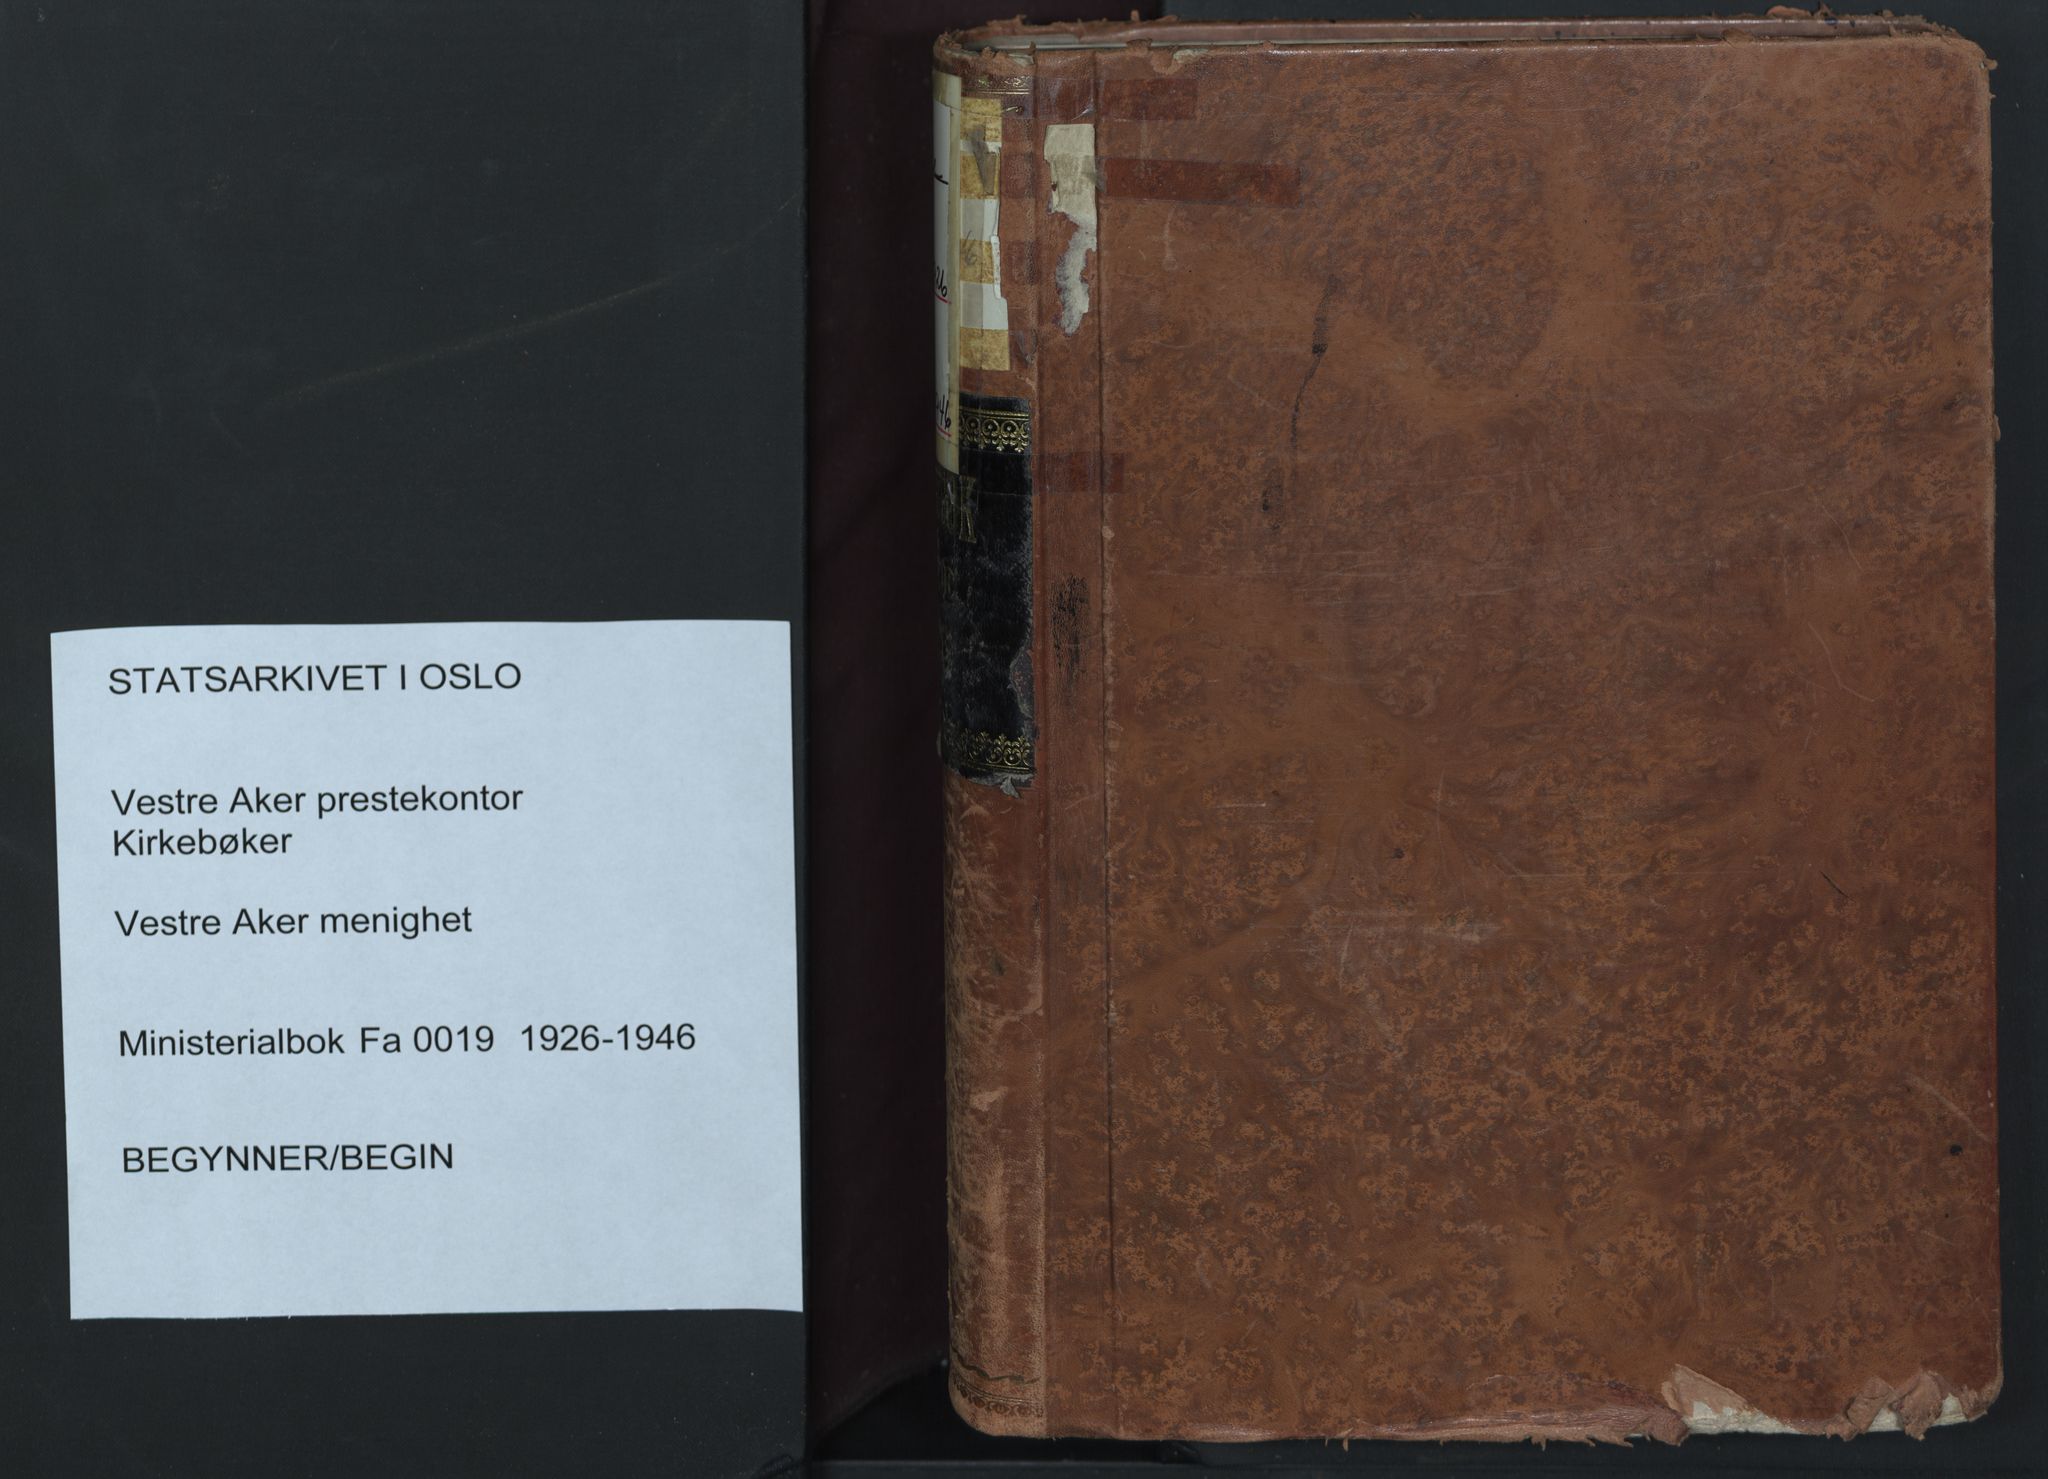 STATSARKIVET I OSLO
Vestre Aker prestekontor
Kirkebøker
Vestre Aker menighet
Ministerialbok Fa 0019 1926-1946
BEGYNNER/BEGIN